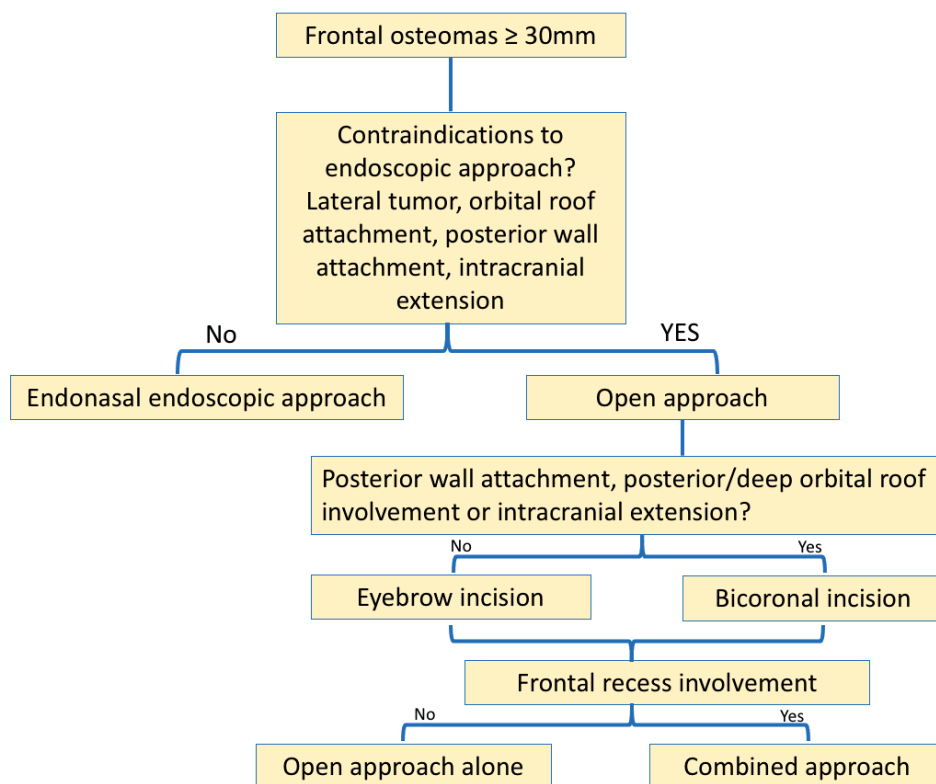 Frontal osteomas ≥ 30mm
Contraindications to
endoscopic approach?
Lateral tumor, orbital roof
attachment, posterior wall
attachment, intracranial
extension
No
YES
Endonasal endoscopic approach
Open approach
Posterior wall attachment, posterior/deep orbital roof
involvement or intracranial extension?
No
Yes
Eyebrow incision
Bicoronal incision
Frontal recess involvement
No
Yes
Open approach alone
Combined approach